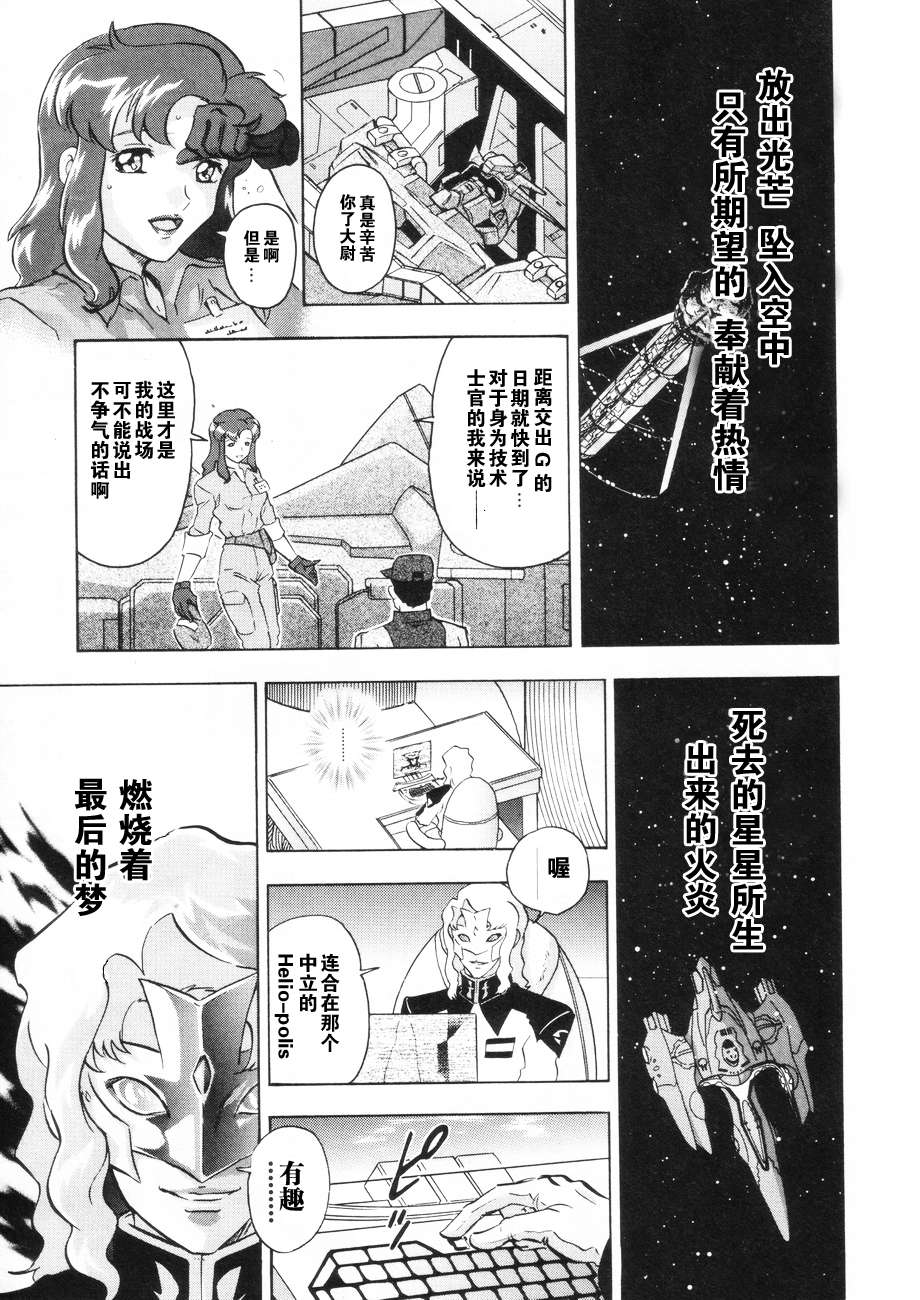 放出光芒 坠入空中
只有所期望的 奉献着热情
真是辛苦
你了大尉
是啊
但是…
距离交出G的
日期就快到了…
对于身为技术
士官的我来说
——
这里才是
我的战场
可不能说出
不争气的话啊
死去的星星所生
出来的火炎
…………
喔
——
连合在那个
中立的
Helio-polis
ピッ
有趣
………
燃烧着
最后的梦